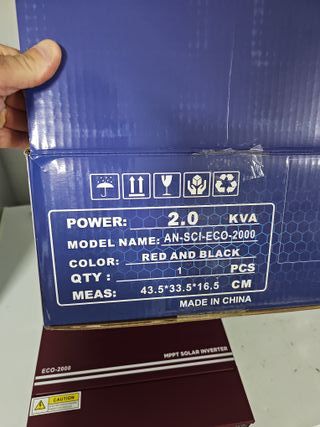 POWER: 2.0 KVA
MODEL NAME: AN-SCI-ECO-2000
COLOR: RED AND BLACK
QTY: 1 PCS
MEAS: 43.5*33.5*16.5 CM
MADE IN CHINA
ECO-2000 MPPT SOLAR INVERTER
CAUTION